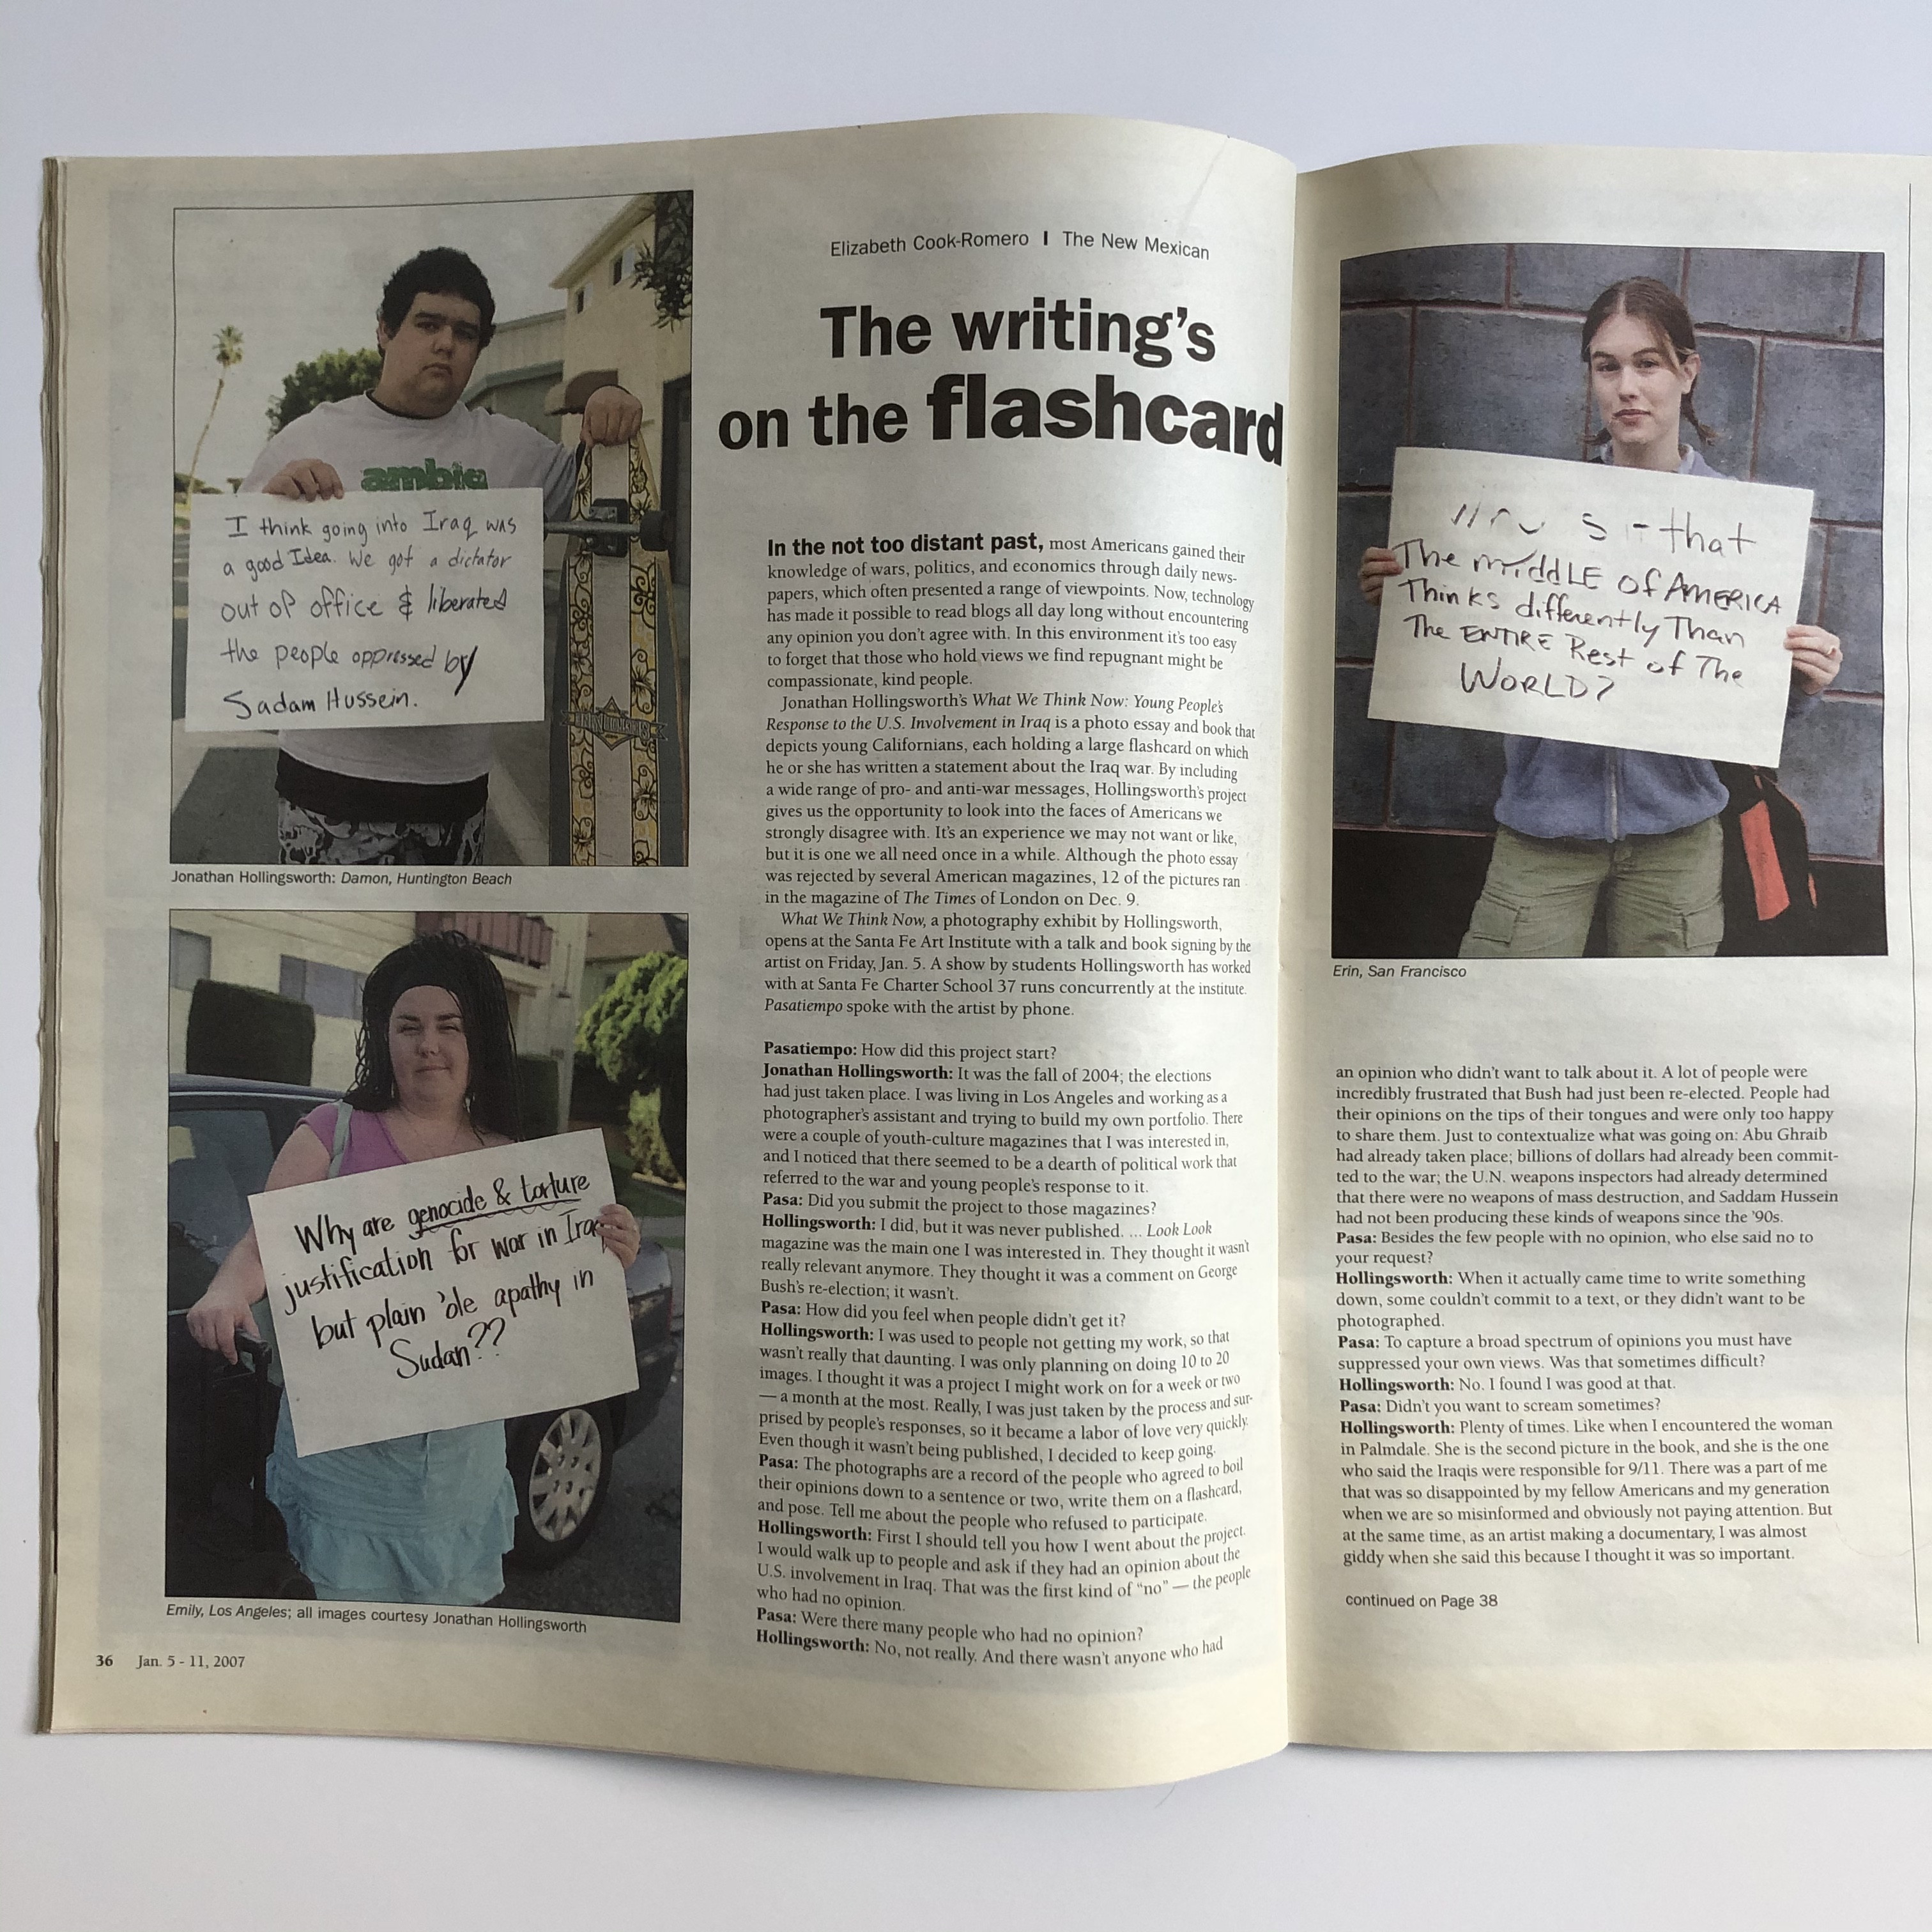 ambig
I think going into Iraq was
a good Idea. We got a dictator
out of office & liberated
the people oppressed by
Sadam Hussein.
Jonathan Hollingsworth: Damon, Huntington Beach
Why are genocide & torture
justification for war in Iraq
but plain 'ole apathy in
Sudan??
Emily, Los Angeles; all images courtesy Jonathan Hollingsworth
36 Jan. 5 - 11, 2007
Elizabeth Cook-Romero I The New Mexican
The writing's
on the flashcard
In the not too distant past, most Americans gained their
knowledge of wars, politics, and economics through daily news-
papers, which often presented a range of viewpoints. Now, technology
has made it possible to read blogs all day long without encountering
any opinion you don't agree with. In this environment it's too easy
to forget that those who hold views we find repugnant might be
compassionate, kind people.
Jonathan Hollingsworth's What We Think Now: Young People's
Response to the U.S. Involvement in Iraq is a photo essay and book that
depicts young Californians, each holding a large flashcard on which
he or she has written a statement about the Iraq war. By including
a wide range of pro- and anti-war messages, Hollingsworth's project
gives us the opportunity to look into the faces of Americans we
strongly disagree with. It's an experience we may not want or like,
but it is one we all need once in a while. Although the photo essay
was rejected by several American magazines, 12 of the pictures ran
in the magazine of The Times of London on Dec. 9.
What We Think Now, a photography exhibit by Hollingsworth,
opens at the Santa Fe Art Institute with a talk and book signing by the
artist on Friday, Jan. 5. A show by students Hollingsworth has worked
with at Santa Fe Charter School 37 runs concurrently at the institute.
Pasatiempo spoke with the artist by phone.
Pasatiempo: How did this project start?
Jonathan Hollingsworth: It was the fall of 2004; the elections
had just taken place. I was living in Los Angeles and working as a
photographer's assistant and trying to build my own portfolio. There
were a couple of youth-culture magazines that I was interested in,
and I noticed that there seemed to be a dearth of political work that
referred to the war and young people's response to it.
Pasa: Did you submit the project to those magazines?
Hollingsworth: I did, but it was never published. ... Look Look
magazine was the main one I was interested in. They thought it wasn't
really relevant anymore. They thought it was a comment on George
Bush's re-election; it wasn't.
Pasa: How did you feel when people didn't get it?
Hollingsworth: I was used to people not getting my work, so that
wasn't really that daunting. I was only planning on doing 10 to 20
images. I thought it was a project I might work on for a week or two
— a month at the most. Really, I was just taken by the process and sur-
prised by people's responses, so it became a labor of love very quickly.
Even though it wasn't being published, I decided to keep going.
Pasa: The photographs are a record of the people who agreed to boil
their opinions down to a sentence or two, write them on a flashcard,
and pose. Tell me about the people who refused to participate.
Hollingsworth: First I should tell you how I went about the project.
I would walk up to people and ask if they had an opinion about the
U.S. involvement in Iraq. That was the first kind of "no" — the people
who had no opinion.
Pasa: Were there many people who had no opinion?
Hollingsworth: No, not really. And there wasn't anyone who had
that
The middLE of AMERICA
Thinks differently Than
The ENTIRE Rest of The
WORLD?
Erin, San Francisco
an opinion who didn't want to talk about it. A lot of people were
incredibly frustrated that Bush had just been re-elected. People had
their opinions on the tips of their tongues and were only too happy
to share them. Just to contextualize what was going on: Abu Ghraib
had already taken place; billions of dollars had already been commit-
ted to the war; the U.N. weapons inspectors had already determined
that there were no weapons of mass destruction, and Saddam Hussein
had not been producing these kinds of weapons since the '90s.
Pasa: Besides the few people with no opinion, who else said no to
your request?
Hollingsworth: When it actually came time to write something
down, some couldn't commit to a text, or they didn't want to be
photographed.
Pasa: To capture a broad spectrum of opinions you must have
suppressed your own views. Was that sometimes difficult?
Hollingsworth: No. I found I was good at that.
Pasa: Didn't you want to scream sometimes?
Hollingsworth: Plenty of times. Like when I encountered the woman
in Palmdale. She is the second picture in the book, and she is the one
who said the Iraqis were responsible for 9/11. There was a part of me
that was so disappointed by my fellow Americans and my generation
when we are so misinformed and obviously not paying attention. But
at the same time, as an artist making a documentary, I was almost
giddy when she said this because I thought it was so important.
continued on Page 38